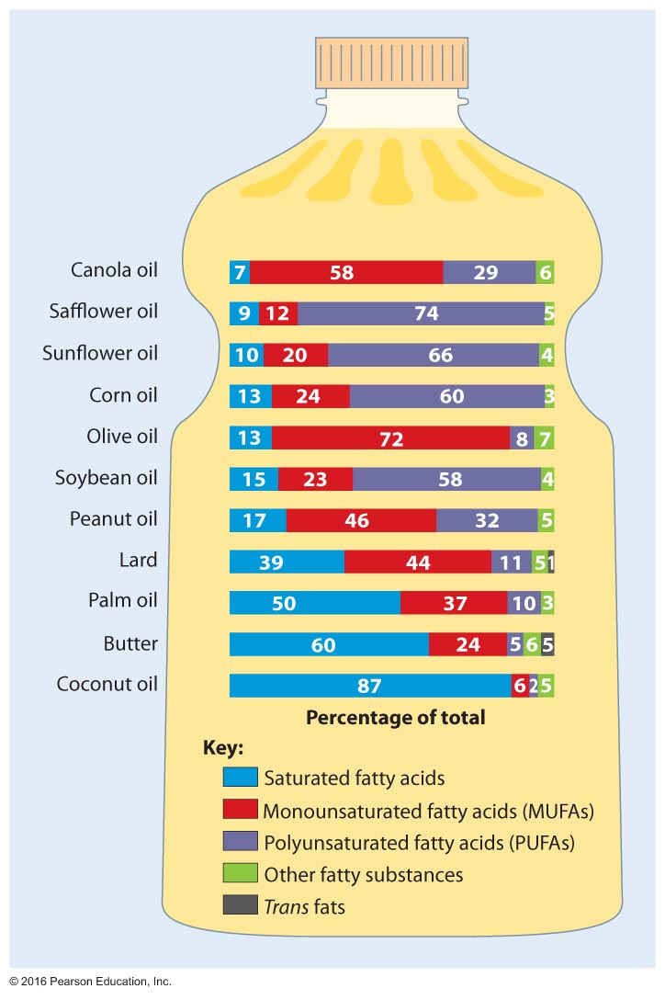 Canola oil 7 58 29 6
Safflower oil 9 12 74 5
Sunflower oil 10 20 66 4
Corn oil 13 24 60 3
Olive oil 13 72 8 7
Soybean oil 15 23 58 4
Peanut oil 17 46 32 5
Lard 39 44 11 5 1
Palm oil 50 37 10 3
Butter 60 24 5 6 5
Coconut oil 87 6 2 5
Percentage of total
Key:
Saturated fatty acids
Monounsaturated fatty acids (MUFAs)
Polyunsaturated fatty acids (PUFAs)
Other fatty substances
Trans fats
© 2016 Pearson Education, Inc.